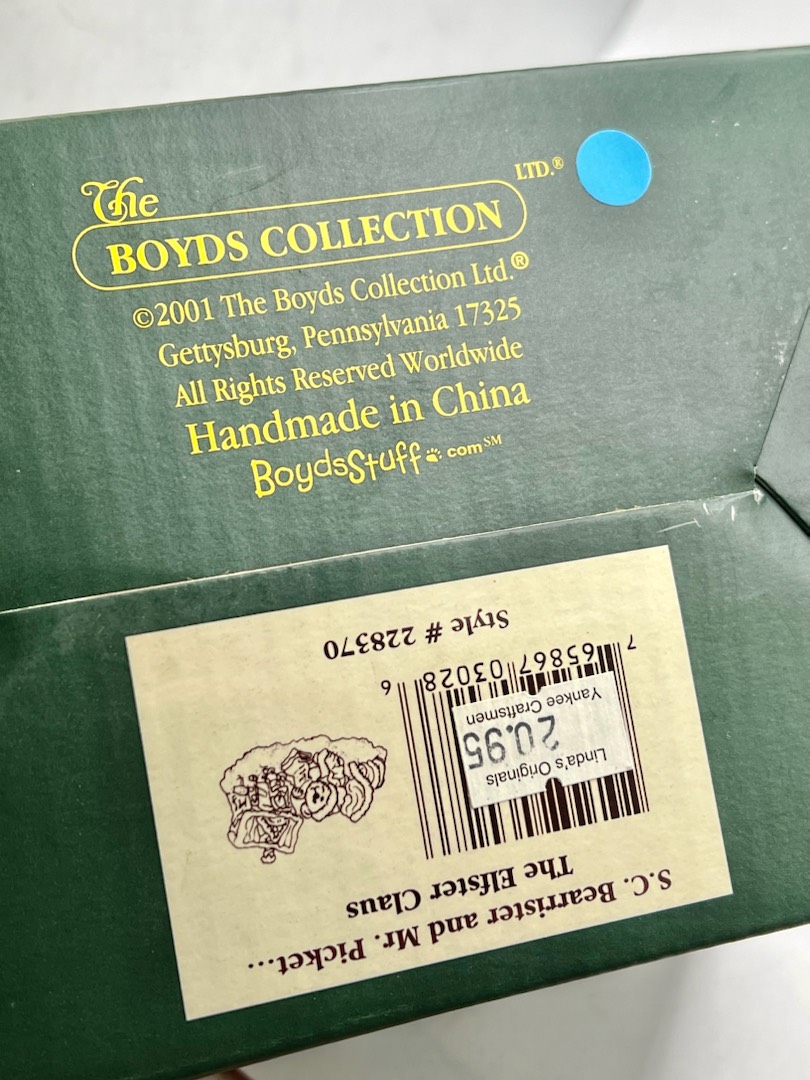 The
BOYDS COLLECTION LTD.®
©2001 The Boyds Collection Ltd.®
Gettysburg, Pennsylvania 17325
All Rights Reserved Worldwide
Handmade in China
BoydsStuff.com℠
S.C. Bearrister and Mr. Picket...
The Elfster Claus
Linda's Originals
20.95
Yankee Craftsmen
7 65867 03028 6
Style # 228370